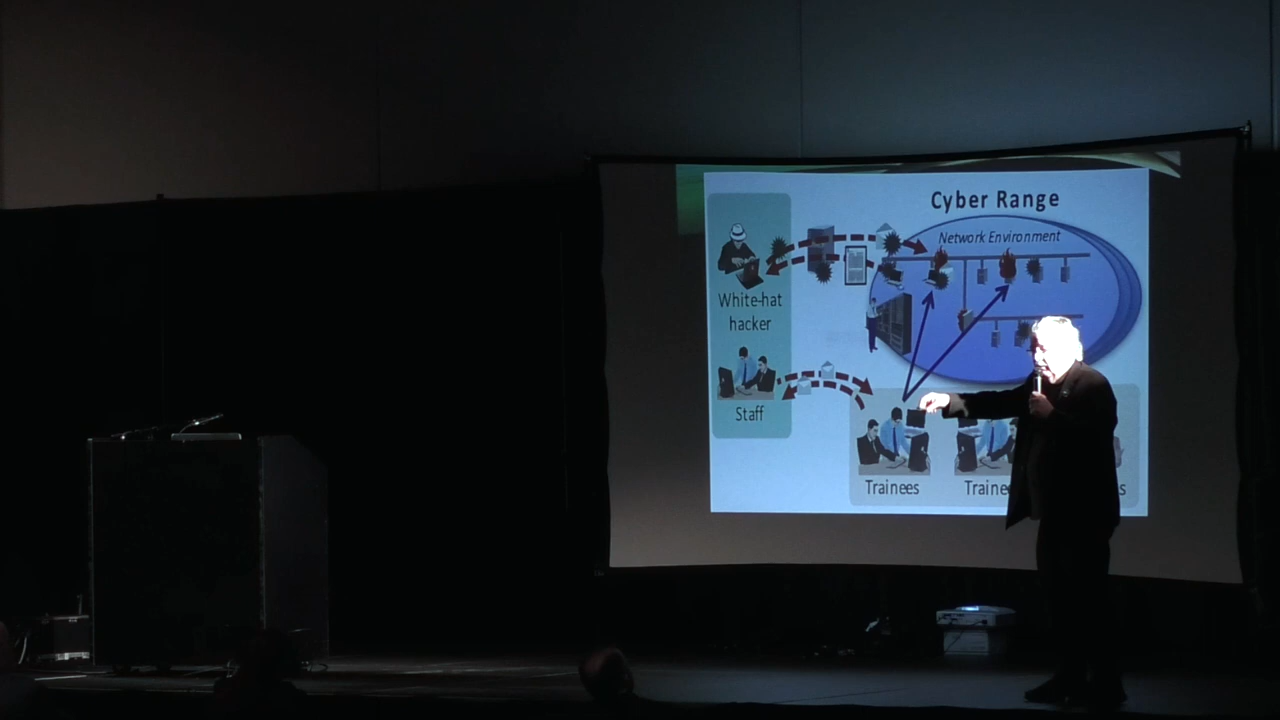 Cyber Range
Network Environment
White-hat
hacker
Staff
Trainees